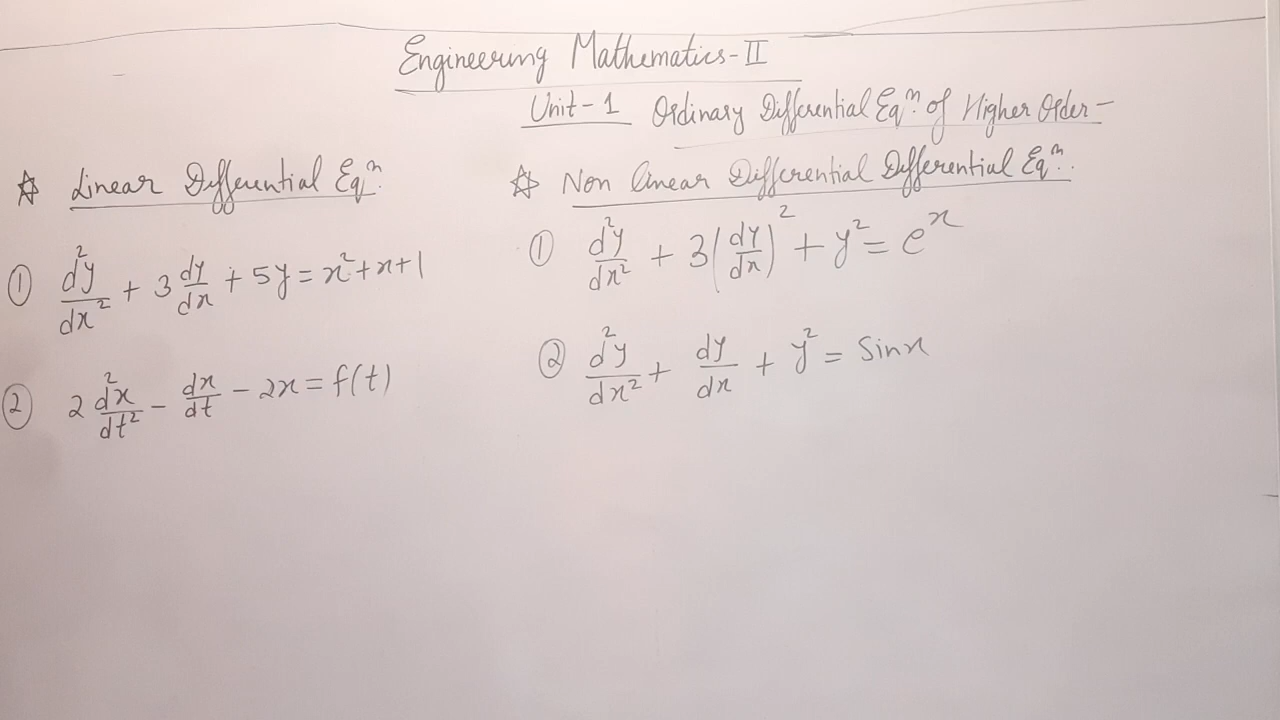 Engineering Mathematics-II
Unit-1 Ordinary Differential Eqⁿ. of Higher Order-
☆ Linear Differential Eqⁿ.
① d²y/dx² + 3 dy/dx + 5y = x²+x+1
② 2 d²x/dt² - dx/dt - 2x = f(t)
☆ Non linear Differential Differential Eqⁿ.
① d²y/dx² + 3(dy/dx)² + y² = eˣ
② d²y/dx² + dy/dx + y² = Sinx